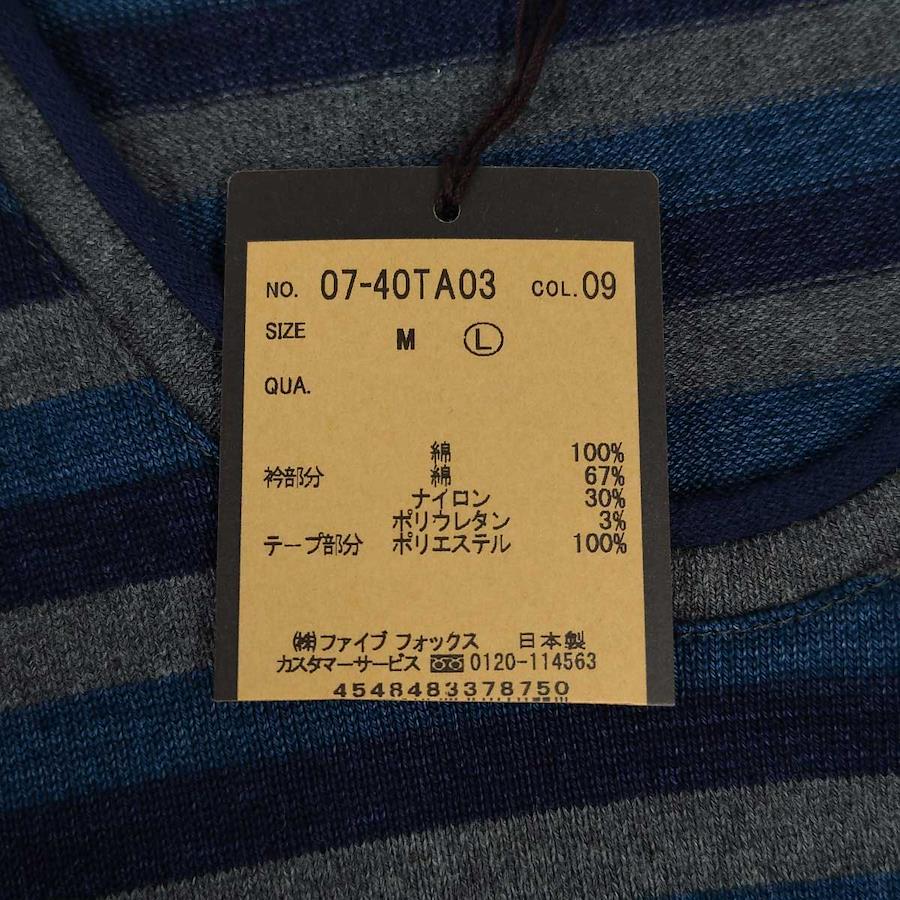 NO. 07-40TA03 COL.09
SIZE M Ⓛ
QUA.
綿 100%
衿部分 綿 67%
ナイロン 30%
ポリウレタン 3%
テープ部分 ポリエステル 100%
㈱ファイブ フォックス 日本製
カスタマーサービス 0120-114563
4548483378750